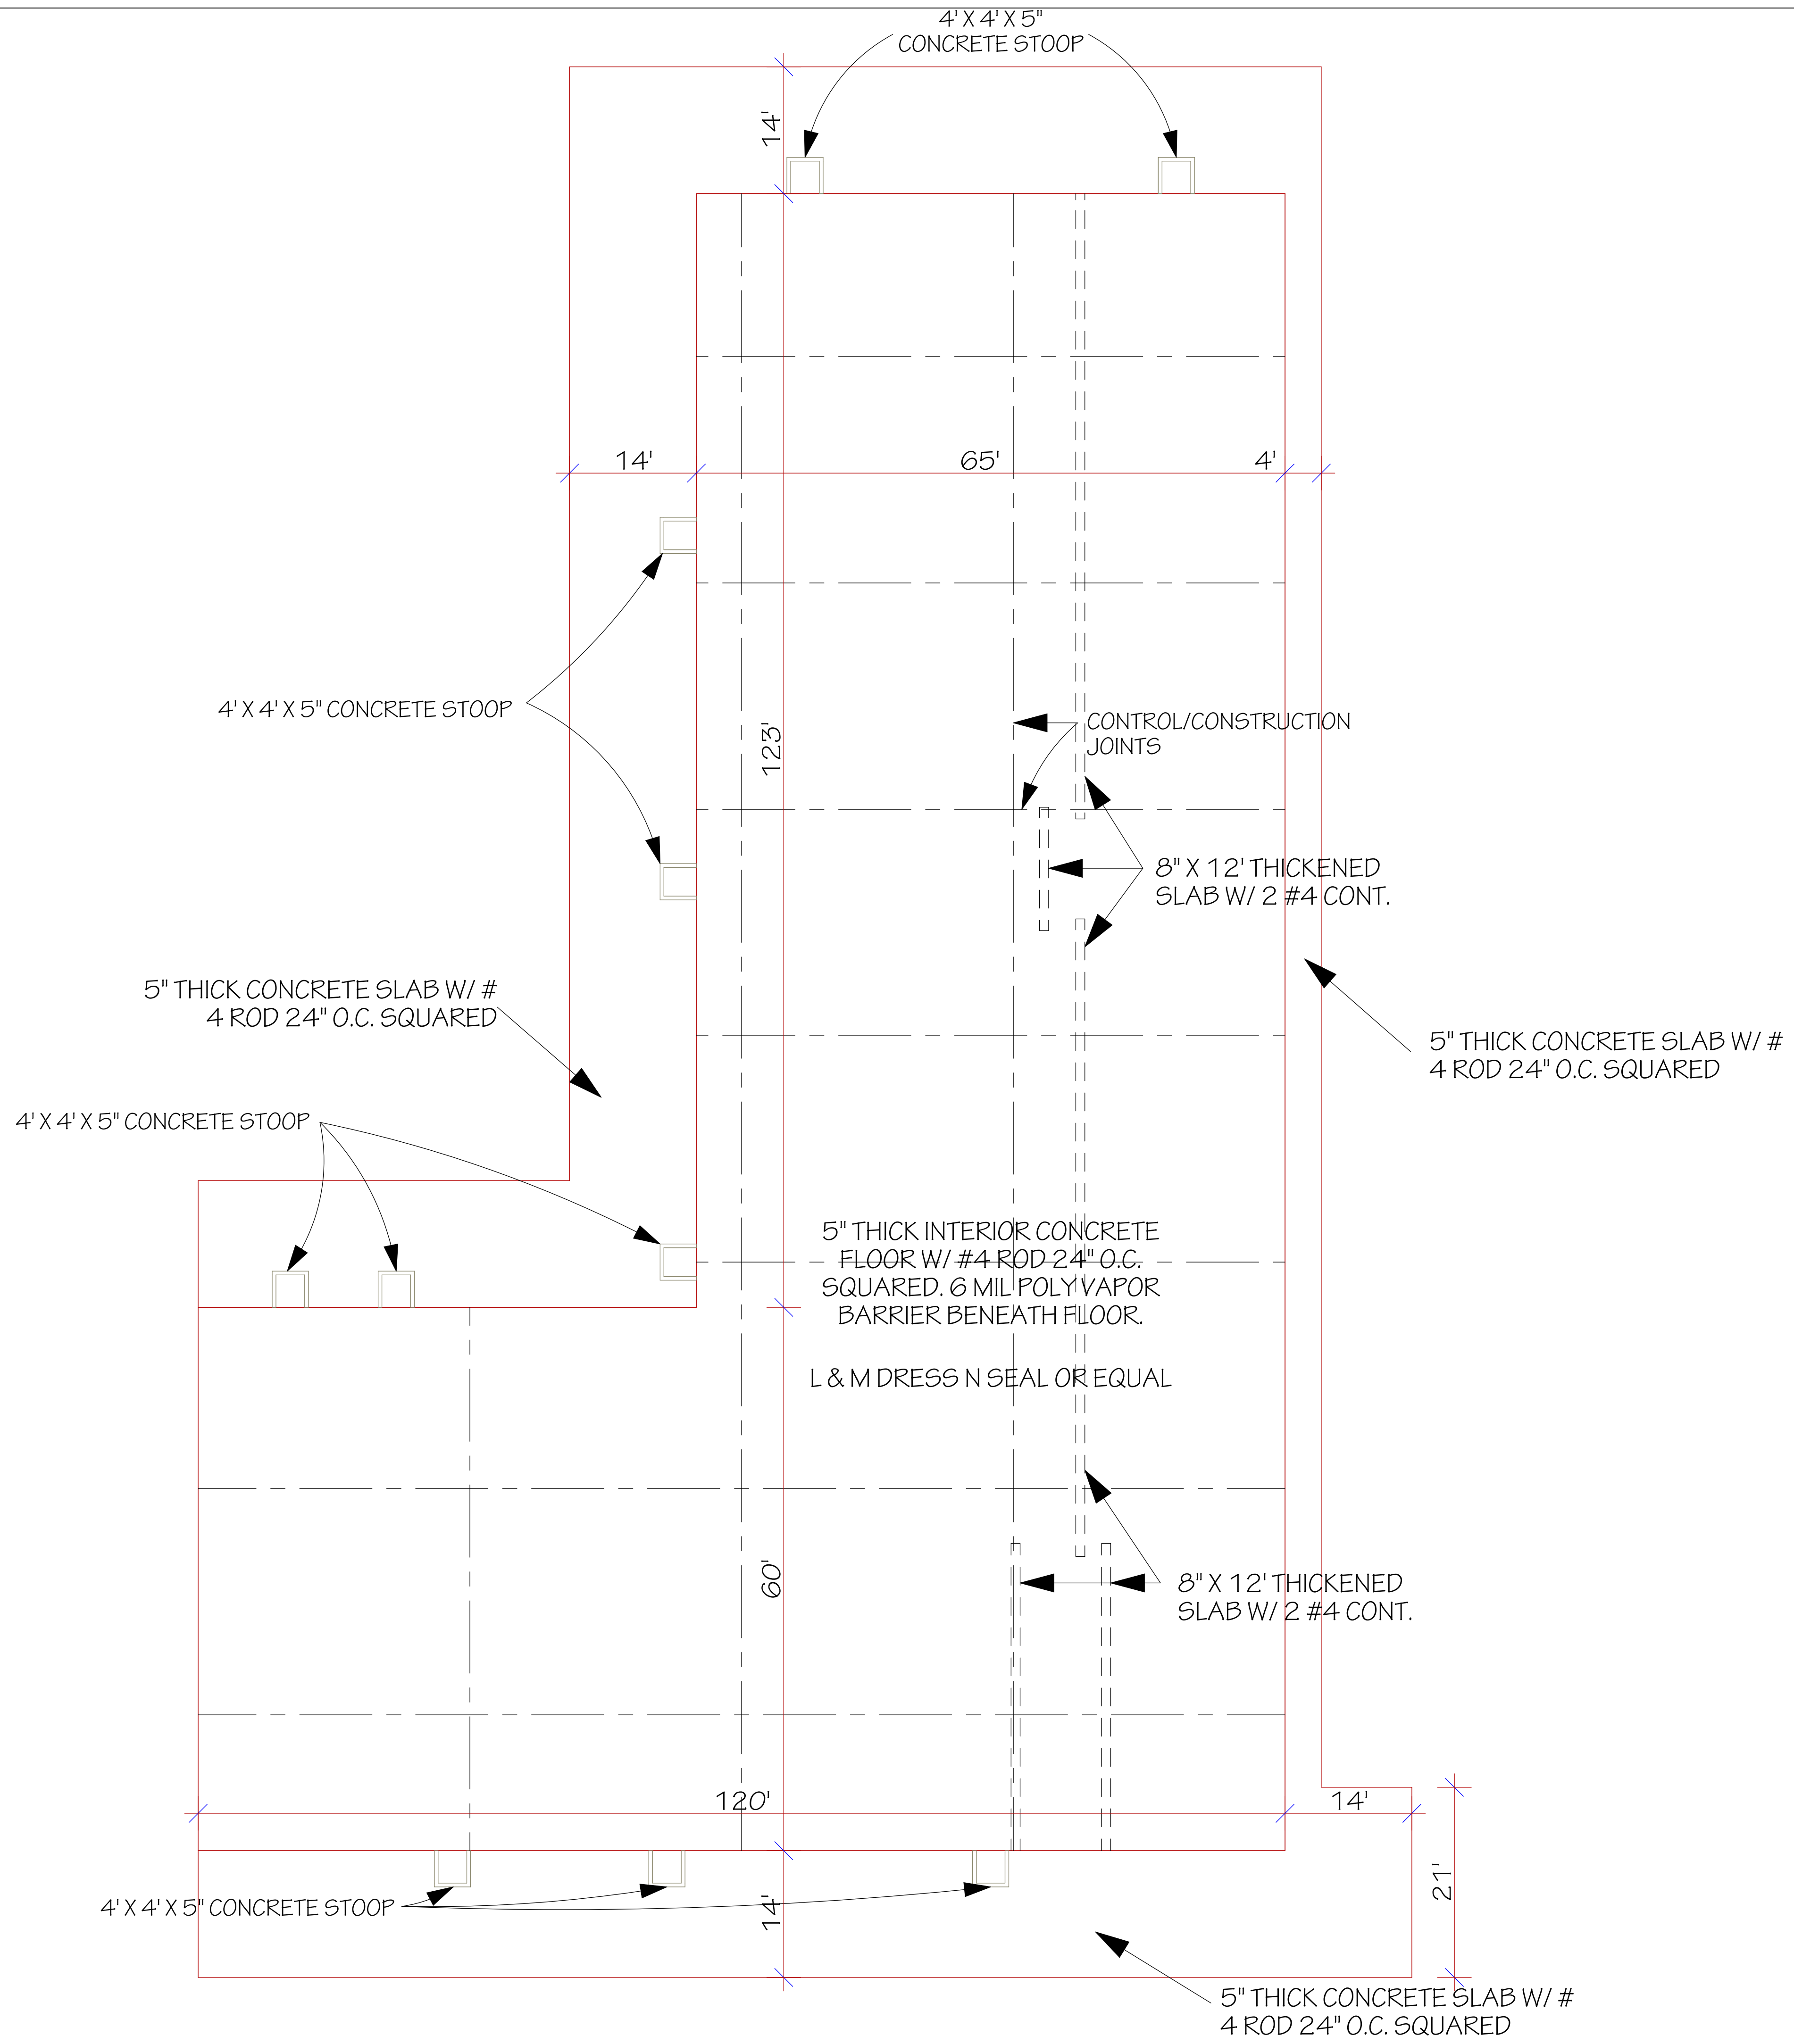 4' X 4' X 5"
CONCRETE STOOP
14'
14'
65'
4'
4' X 4' X 5" CONCRETE STOOP
CONTROL/CONSTRUCTION
JOINTS
123'
8" X 12' THICKENED
SLAB W/ 2 #4 CONT.
5" THICK CONCRETE SLAB W/ #
4 ROD 24" O.C. SQUARED
5" THICK CONCRETE SLAB W/ #
4 ROD 24" O.C. SQUARED
4' X 4' X 5" CONCRETE STOOP
5" THICK INTERIOR CONCRETE
FLOOR W/ #4 ROD 24" O.C.
SQUARED. 6 MIL POLY VAPOR
BARRIER BENEATH FLOOR.
L & M DRESS N SEAL OR EQUAL
60'
8" X 12' THICKENED
SLAB W/ 2 #4 CONT.
120'
14'
21'
4' X 4' X 5" CONCRETE STOOP
14'
5" THICK CONCRETE SLAB W/ #
4 ROD 24" O.C. SQUARED